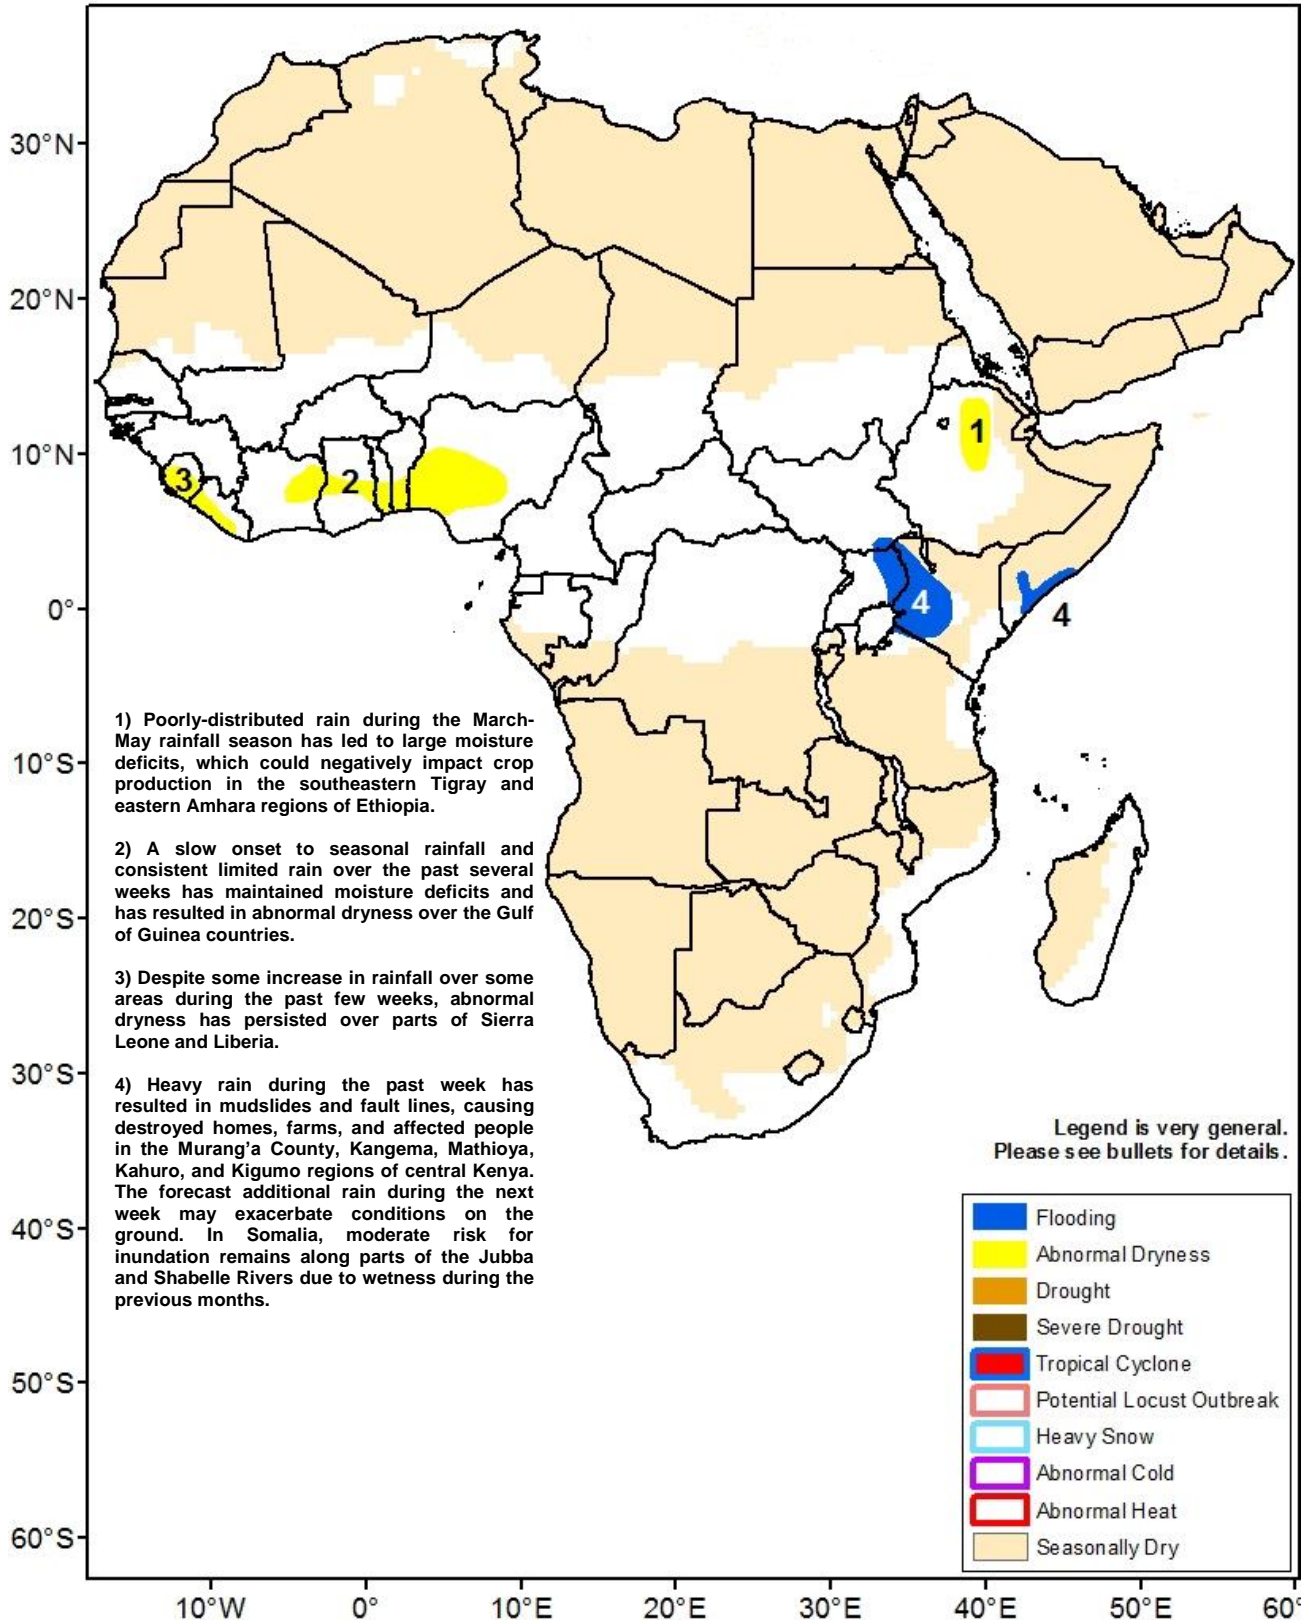 30°N
20°N
10°N
0°
10°S
20°S
30°S
40°S
50°S
60°S
1
2
3
4
4
1) Poorly-distributed rain during the March-
May rainfall season has led to large moisture
deficits, which could negatively impact crop
production in the southeastern Tigray and
eastern Amhara regions of Ethiopia.
2) A slow onset to seasonal rainfall and
consistent limited rain over the past several
weeks has maintained moisture deficits and
has resulted in abnormal dryness over the Gulf
of Guinea countries.
3) Despite some increase in rainfall over some
areas during the past few weeks, abnormal
dryness has persisted over parts of Sierra
Leone and Liberia.
4) Heavy rain during the past week has
resulted in mudslides and fault lines, causing
destroyed homes, farms, and affected people
in the Murang’a County, Kangema, Mathioya,
Kahuro, and Kigumo regions of central Kenya.
The forecast additional rain during the next
week may exacerbate conditions on the
ground. In Somalia, moderate risk for
inundation remains along parts of the Jubba
and Shabelle Rivers due to wetness during the
previous months.
Legend is very general.
Please see bullets for details.
Flooding
Abnormal Dryness
Drought
Severe Drought
Tropical Cyclone
Potential Locust Outbreak
Heavy Snow
Abnormal Cold
Abnormal Heat
Seasonally Dry
10°W 0° 10°E 20°E 30°E 40°E 50°E 60°